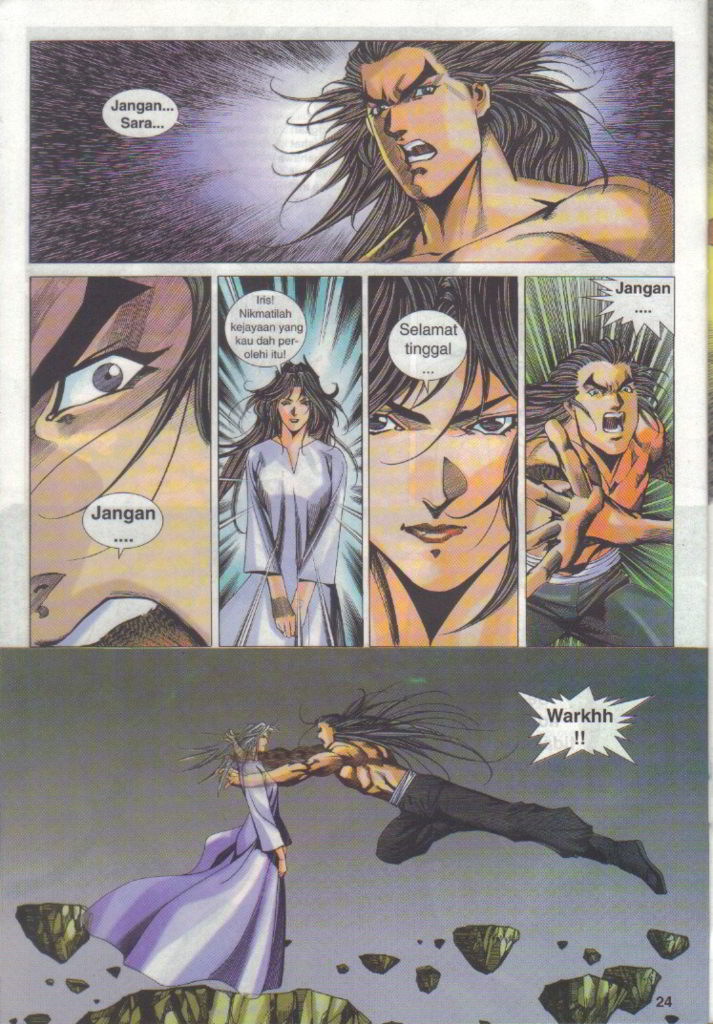 Jangan...
Sara...
Jangan
....
Iris!
Nikmatilah
kejayaan yang
kau dah per-
olehi itu!
Selamat
tinggal
...
Jangan
....
Warkhh
!!
24